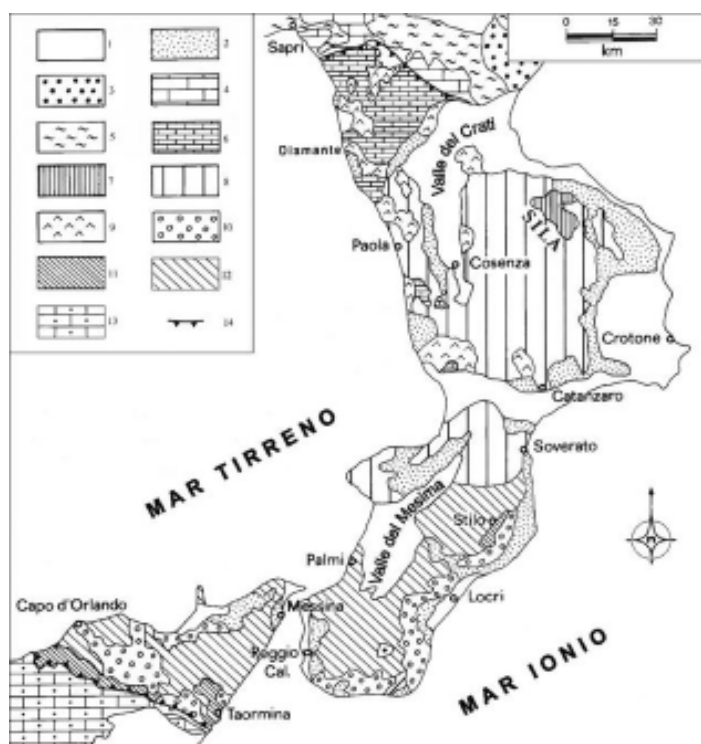 1
2
3
4
5
6
7
8
9
10
11
12
13
14
0 15 30
km
Sapri
Diamante
Valle del Crati
SILA
Paola
Cosenza
Crotone
Catanzaro
MAR TIRRENO
Soverato
Valle del Mesima
Stilo
Palmi
Locri
Capo d'Orlando
Messina
Reggio
Cal.
Taormina
MAR IONIO